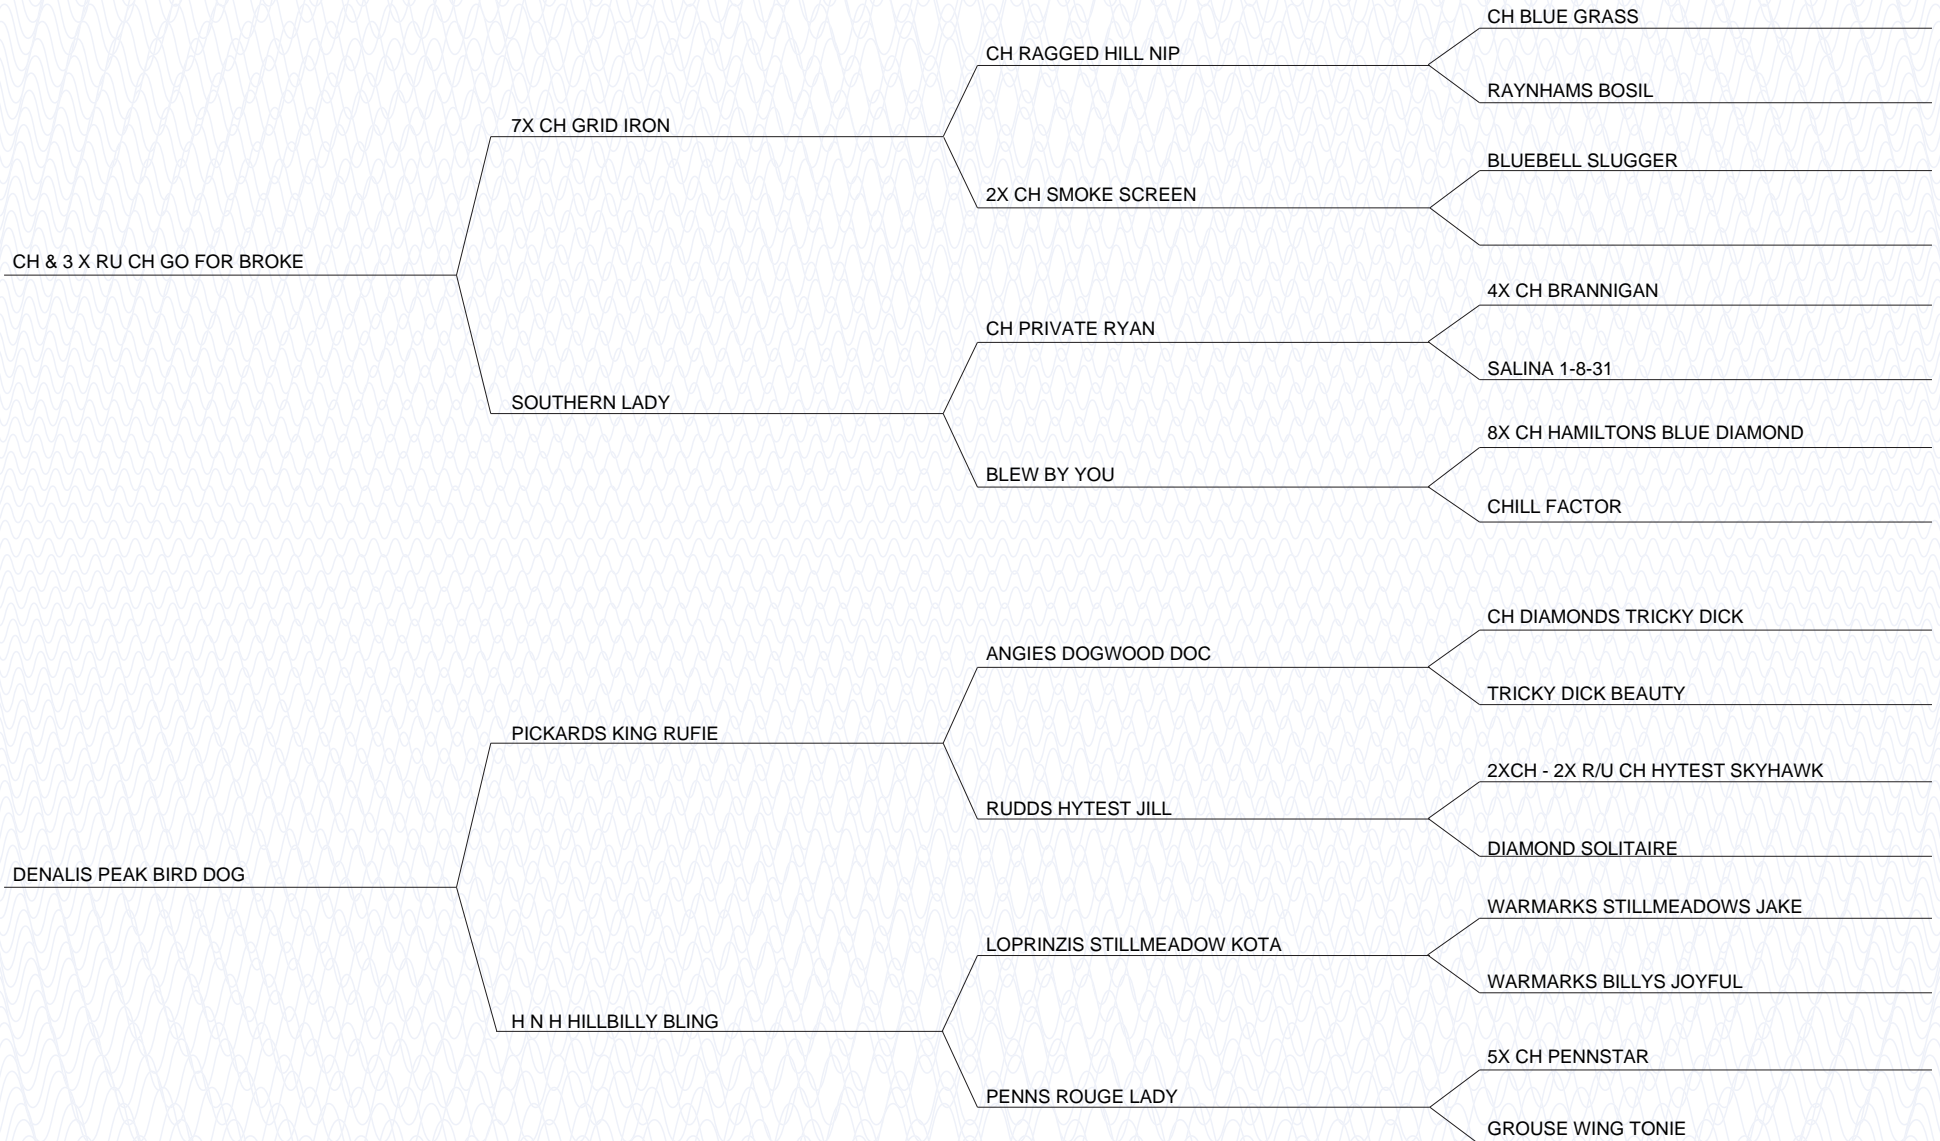 CH BLUE GRASS
CH RAGGED HILL NIP
RAYNHAMS BOSIL
7X CH GRID IRON
BLUEBELL SLUGGER
2X CH SMOKE SCREEN
CH & 3 X RU CH GO FOR BROKE
4X CH BRANNIGAN
CH PRIVATE RYAN
SALINA 1-8-31
SOUTHERN LADY
8X CH HAMILTONS BLUE DIAMOND
BLEW BY YOU
CHILL FACTOR
CH DIAMONDS TRICKY DICK
ANGIES DOGWOOD DOC
TRICKY DICK BEAUTY
PICKARDS KING RUFIE
2XCH - 2X R/U CH HYTEST SKYHAWK
RUDDS HYTEST JILL
DIAMOND SOLITAIRE
DENALIS PEAK BIRD DOG
WARMARKS STILLMEADOWS JAKE
LOPRINZIS STILLMEADOW KOTA
WARMARKS BILLYS JOYFUL
H N H HILLBILLY BLING
5X CH PENNSTAR
PENNS ROUGE LADY
GROUSE WING TONIE